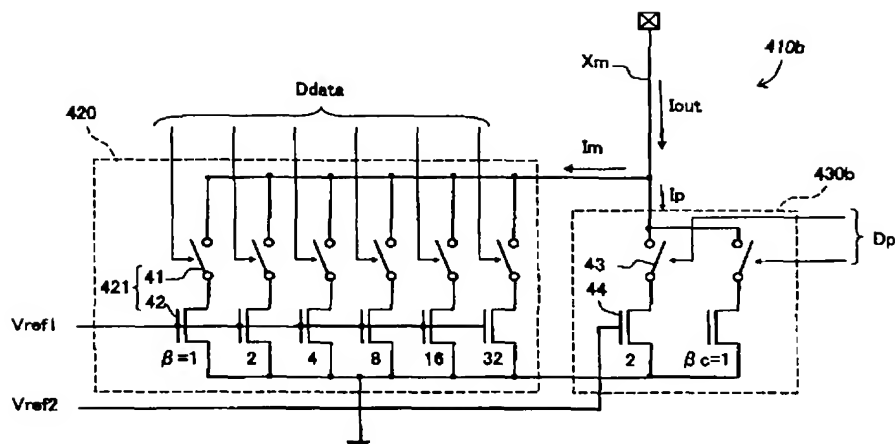 410b
Xm
Ddata
Iout
420
Im
Ip
430b
Dp
41
43
421
42
44
Vref1
β=1 2 4 8 16 32 2 βc=1
Vref2